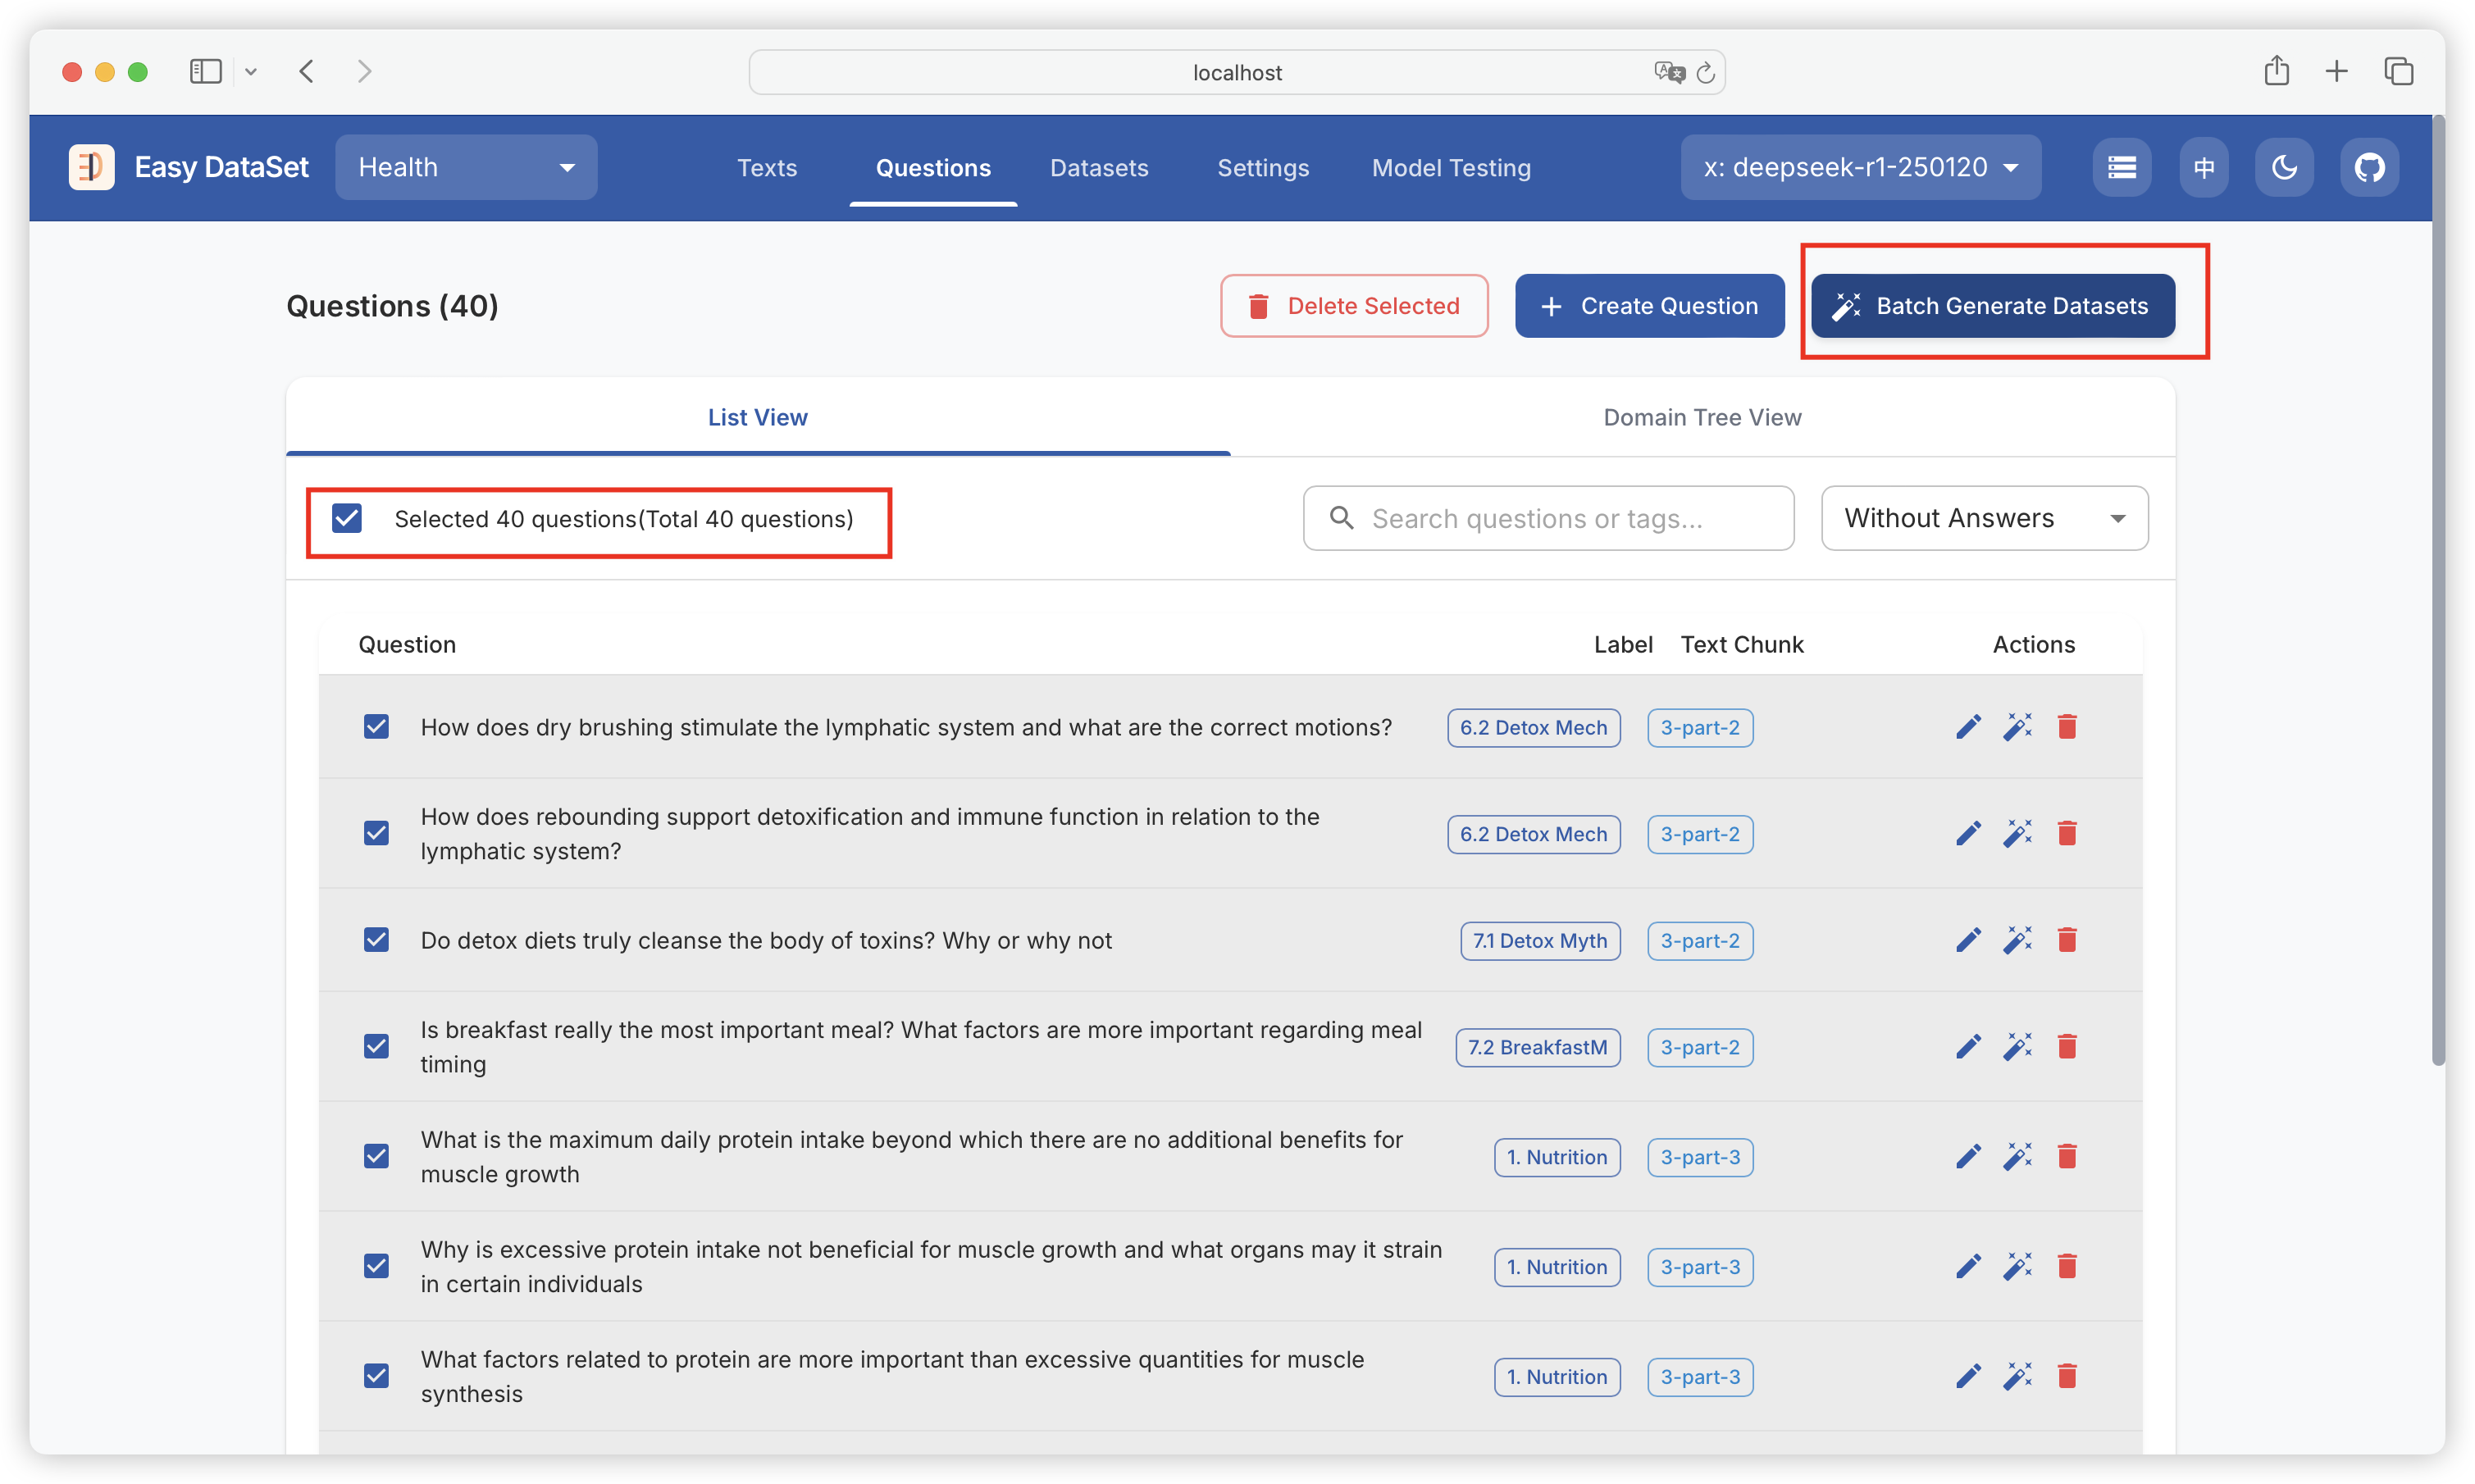 localhost
Easy DataSet
Health
Texts
Questions
Datasets
Settings
Model Testing
x: deepseek-r1-250120
中
Questions (40)
Delete Selected
Create Question
Batch Generate Datasets
List View
Domain Tree View
Selected 40 questions(Total 40 questions)
Search questions or tags...
Without Answers
Question
Label
Text Chunk
Actions
How does dry brushing stimulate the lymphatic system and what are the correct motions?
6.2 Detox Mech
3-part-2
How does rebounding support detoxification and immune function in relation to the
lymphatic system?
6.2 Detox Mech
3-part-2
Do detox diets truly cleanse the body of toxins? Why or why not
7.1 Detox Myth
3-part-2
Is breakfast really the most important meal? What factors are more important regarding meal
timing
7.2 BreakfastM
3-part-2
What is the maximum daily protein intake beyond which there are no additional benefits for
muscle growth
1. Nutrition
3-part-3
Why is excessive protein intake not beneficial for muscle growth and what organs may it strain
in certain individuals
1. Nutrition
3-part-3
What factors related to protein are more important than excessive quantities for muscle
synthesis
1. Nutrition
3-part-3